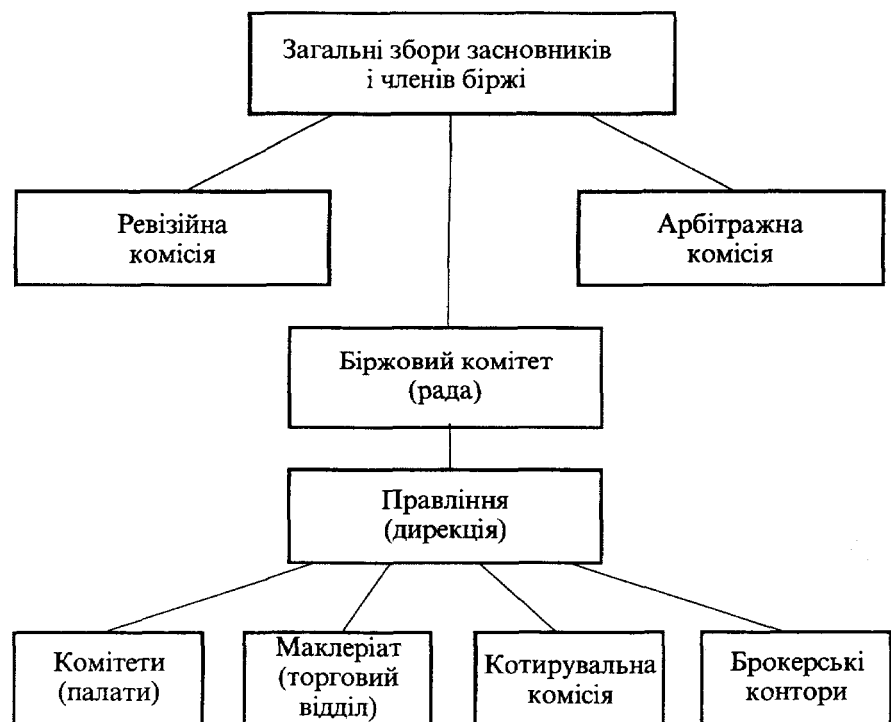 Загальні збори засновників
і членів біржі
Ревізійна
комісія
Арбітражна
комісія
Біржовий комітет
(рада)
Правління
(дирекція)
Комітети
(палати)
Маклеріат
(торговий
відділ)
Котирувальна
комісія
Брокерські
контори